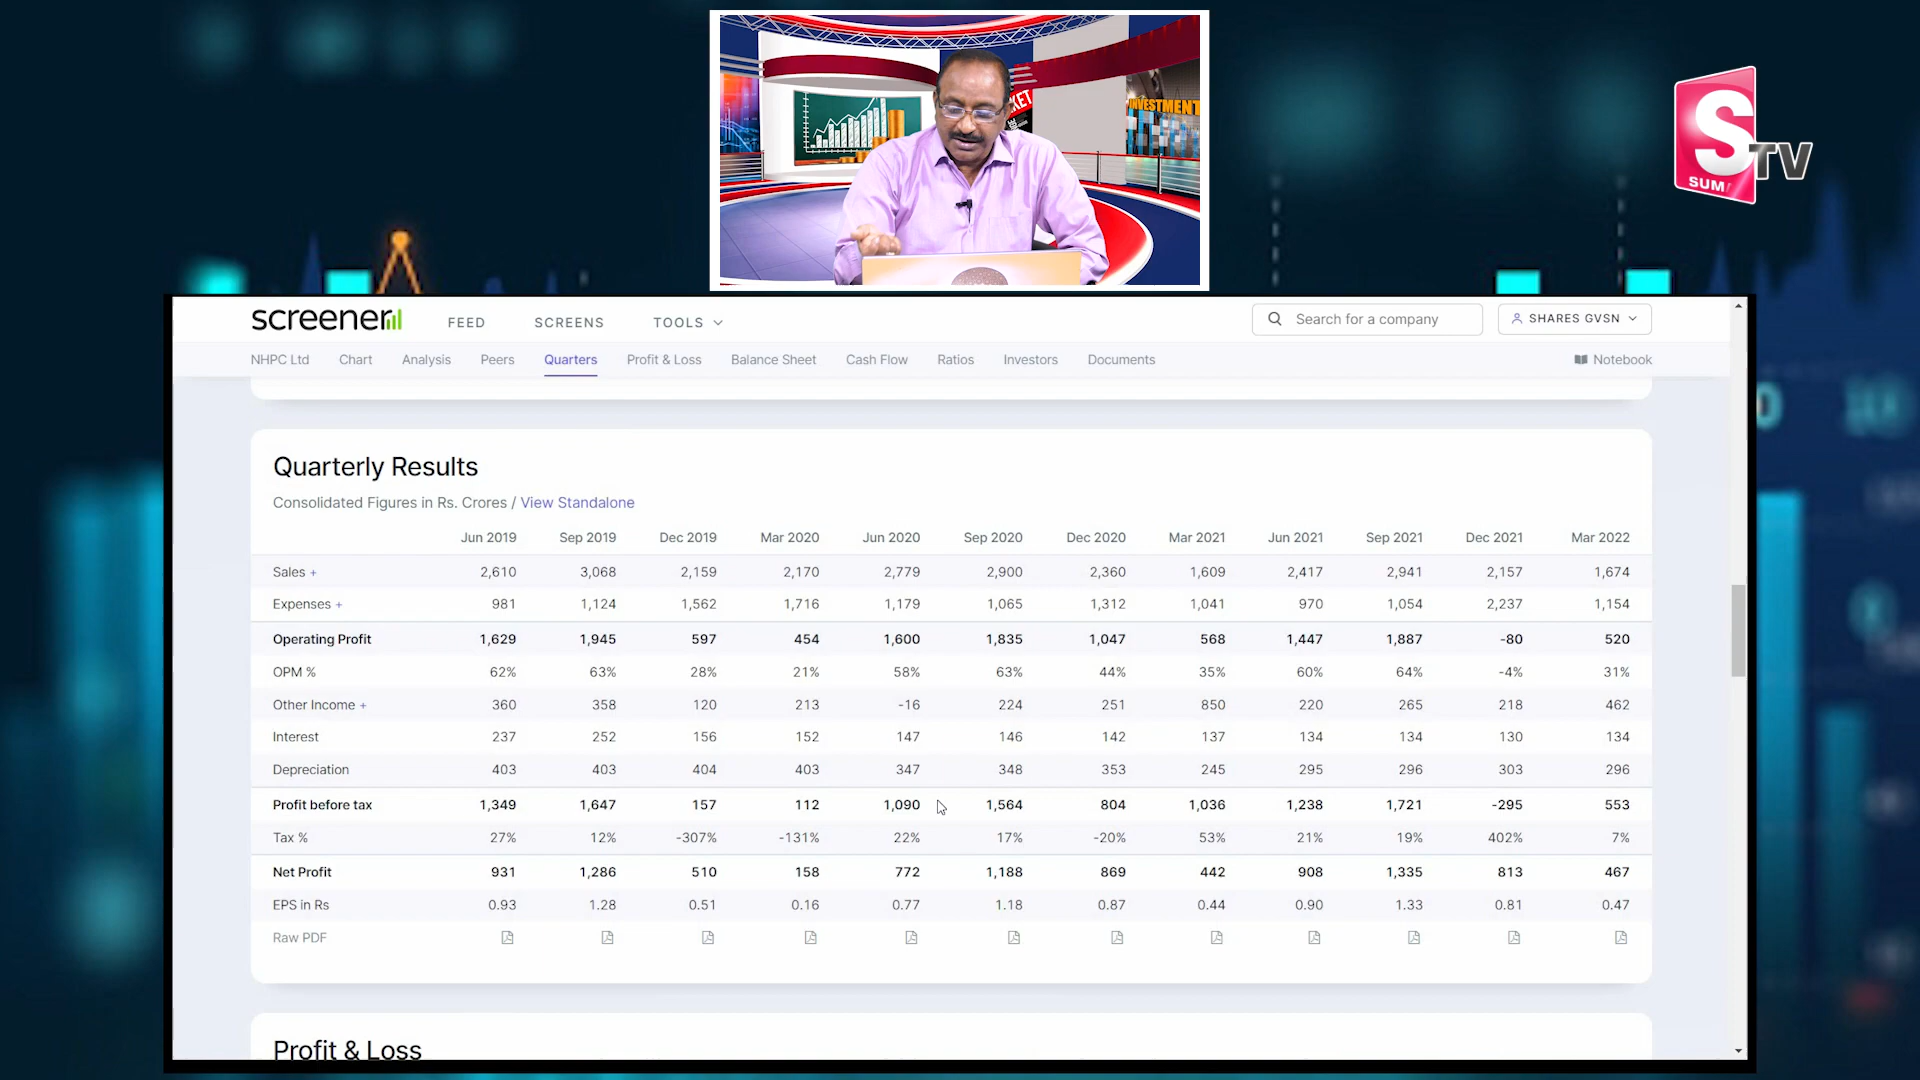 KET
INVESTMENT
S
TV
SUM
screener
FEED SCREENS TOOLS
Search for a company
SHARES GVSN
NHPC Ltd Chart Analysis Peers Quarters Profit & Loss Balance Sheet Cash Flow Ratios Investors Documents Notebook
Quarterly Results
Consolidated Figures in Rs. Crores / View Standalone
Jun 2019 Sep 2019 Dec 2019 Mar 2020 Jun 2020 Sep 2020 Dec 2020 Mar 2021 Jun 2021 Sep 2021 Dec 2021 Mar 2022
Sales + 2,610 3,068 2,159 2,170 2,779 2,900 2,360 1,609 2,417 2,941 2,157 1,674
Expenses + 981 1,124 1,562 1,716 1,179 1,065 1,312 1,041 970 1,054 2,237 1,154
Operating Profit 1,629 1,945 597 454 1,600 1,835 1,047 568 1,447 1,887 -80 520
OPM % 62% 63% 28% 21% 58% 63% 44% 35% 60% 64% -4% 31%
Other Income + 360 358 120 213 -16 224 251 850 220 265 218 462
Interest 237 252 156 152 147 146 142 137 134 134 130 134
Depreciation 403 403 404 403 347 348 353 245 295 296 303 296
Profit before tax 1,349 1,647 157 112 1,090 1,564 804 1,036 1,238 1,721 -295 553
Tax % 27% 12% -307% -131% 22% 17% -20% 53% 21% 19% 402% 7%
Net Profit 931 1,286 510 158 772 1,188 869 442 908 1,335 813 467
EPS in Rs 0.93 1.28 0.51 0.16 0.77 1.18 0.87 0.44 0.90 1.33 0.81 0.47
Raw PDF
Profit & Loss